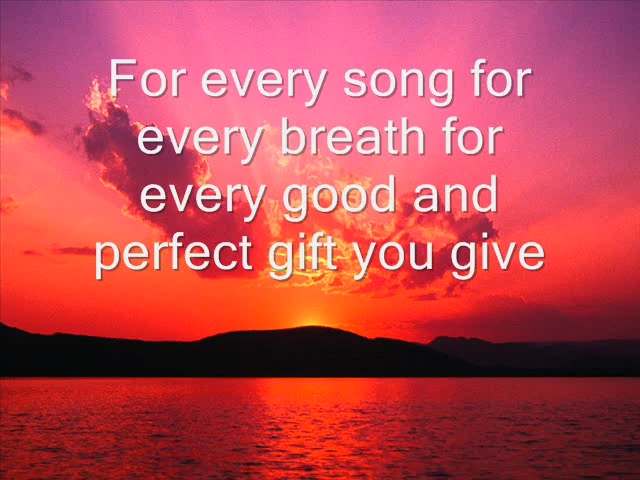 For every song for
every breath for
every good and
perfect gift you give